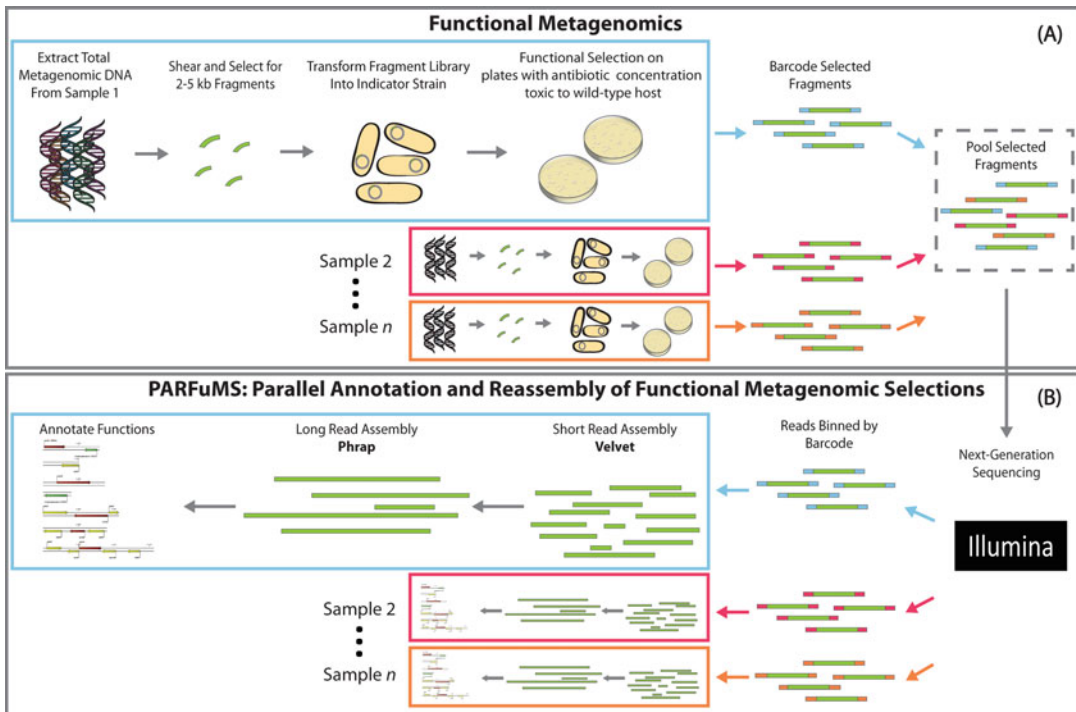 Functional Metagenomics
(A)
Extract Total
Metagenomic DNA
From Sample 1
Shear and Select for
2-5 kb Fragments
Transform Fragment Library
Into Indicator Strain
Functional Selection on
plates with antibiotic concentration
toxic to wild-type host
Barcode Selected
Fragments
Pool Selected
Fragments
Sample 2
Sample n
PARFuMS: Parallel Annotation and Reassembly of Functional Metagenomic Selections
(B)
Annotate Functions
Long Read Assembly
Phrap
Short Read Assembly
Velvet
Reads Binned by
Barcode
Next-Generation
Sequencing
Illumina
Sample 2
Sample n